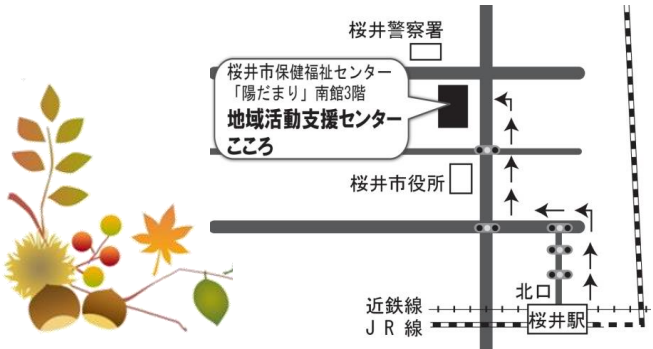 桜井警察署
桜井市保健福祉センター
「陽だまり」南館3階
地域活動支援センター
こころ
桜井市役所
北口
近鉄線
JR線
桜井駅